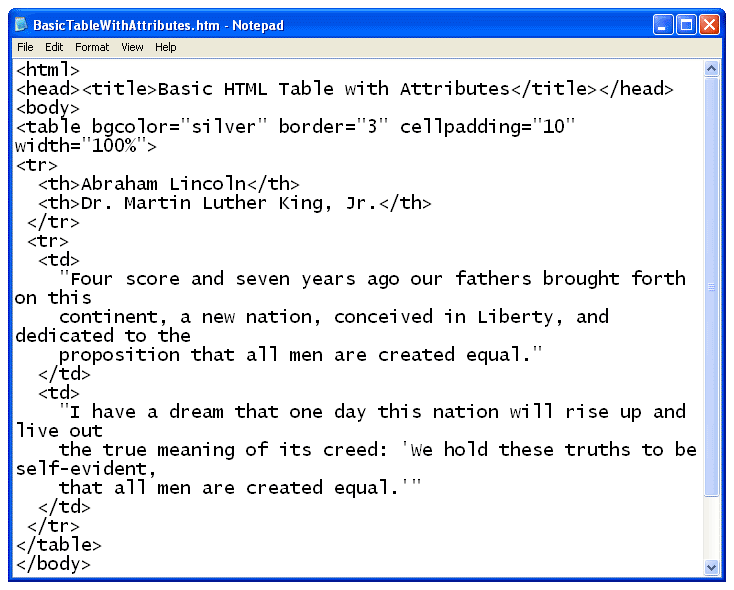 BasicTableWithAttributes.htm - Notepad
File Edit Format View Help
<html>
<head><title>Basic HTML Table with Attributes</title></head>
<body>
<table bgcolor="silver" border="3" cellpadding="10"
width="100%">
<tr>
  <th>Abraham Lincoln</th>
  <th>Dr. Martin Luther King, Jr.</th>
 </tr>
 <tr>
  <td>
    "Four score and seven years ago our fathers brought forth
on this
    continent, a new nation, conceived in Liberty, and
dedicated to the
    proposition that all men are created equal."
  </td>
  <td>
    "I have a dream that one day this nation will rise up and
live out
    the true meaning of its creed: 'We hold these truths to be
self-evident,
    that all men are created equal.'"
  </td>
 </tr>
</table>
</body>